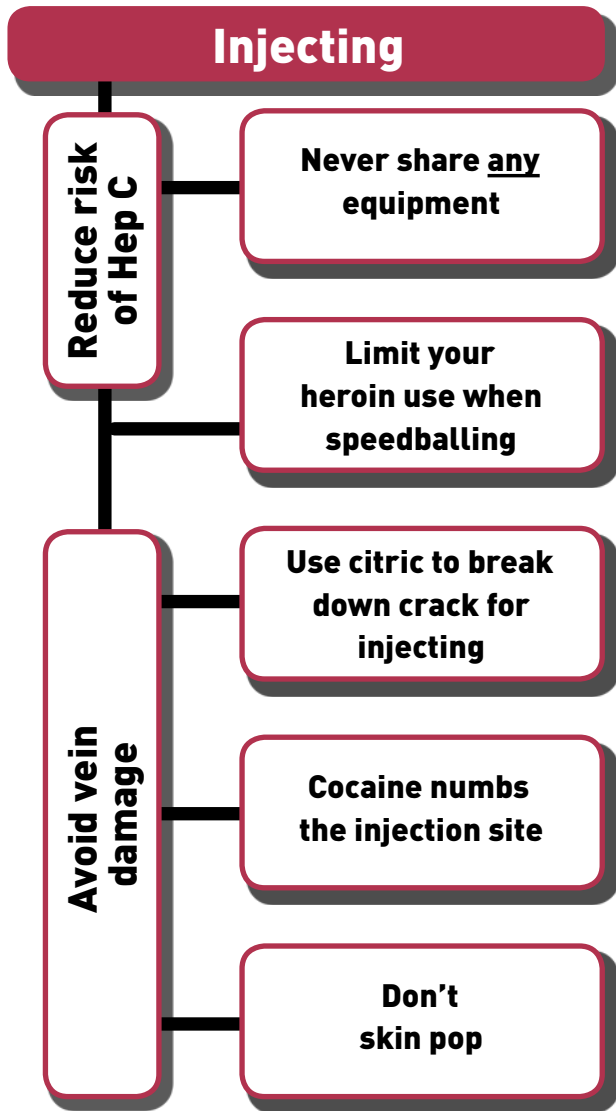 Injecting
Reduce risk
of Hep C
Never share any
equipment
Limit your
heroin use when
speedballing
Avoid vein
damage
Use citric to break
down crack for
injecting
Cocaine numbs
the injection site
Don't
skin pop